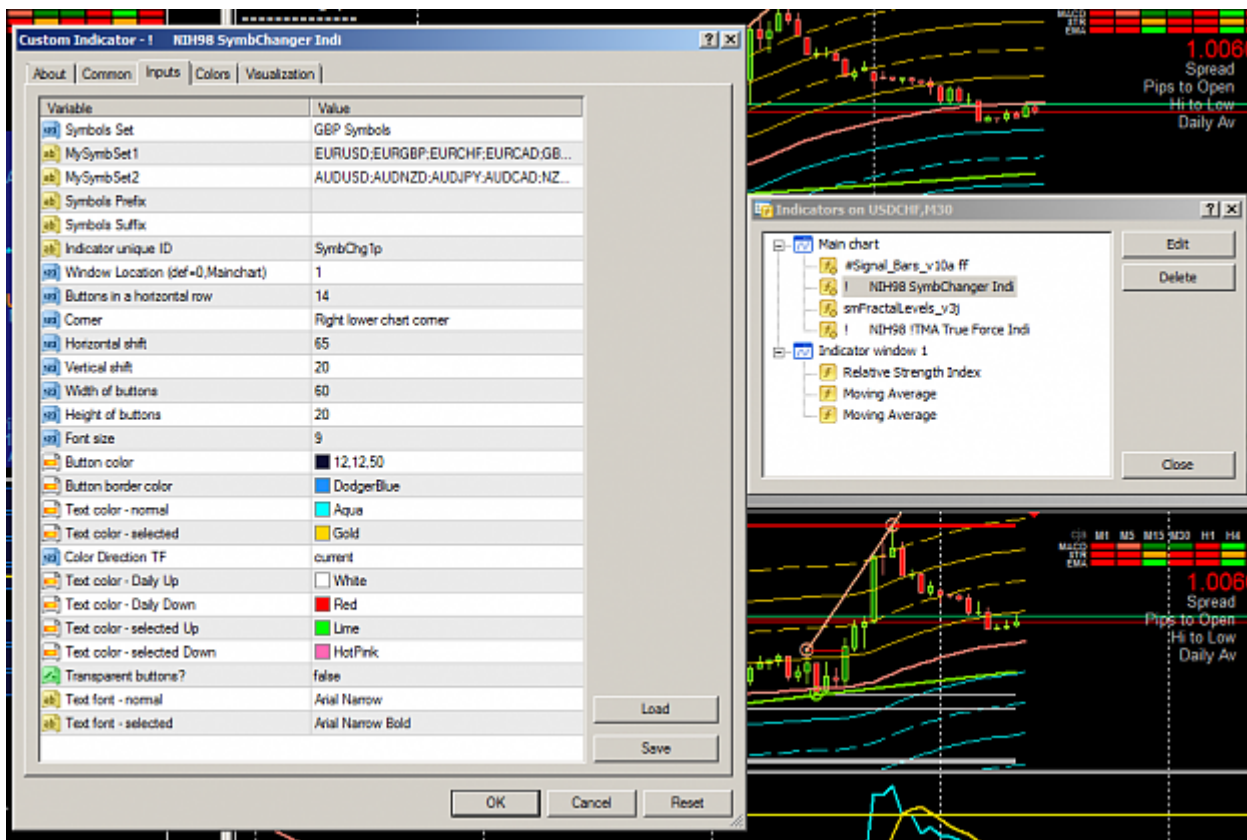 Custom Indicator - !     NIH98 SymbChanger Indi
About Common Inputs Colors Visualization
Variable Value
Symbols Set GBP Symbols
MySymbSet1 EURUSD;EURGBP;EURCHF;EURCAD;GB...
MySymbSet2 AUDUSD;AUDNZD;AUDJPY;AUDCAD;NZ...
Symbols Prefix
Symbols Suffix
Indicator unique ID SymbChg1p
Window Location (def=0,Mainchart) 1
Buttons in a horizontal row 14
Corner Right lower chart corner
Horizontal shift 65
Vertical shift 20
Width of buttons 60
Height of buttons 20
Font size 9
Button color 12,12,50
Button border color DodgerBlue
Text color - normal Aqua
Text color - selected Gold
Color Direction TF current
Text color - Daily Up White
Text color - Daily Down Red
Text color - selected Up Lime
Text color - selected Down HotPink
Transparent buttons? false
Text font - normal Arial Narrow
Text font - selected Arial Narrow Bold
Load
Save
OK Cancel Reset
MACD
STR
EMA
1.006
Spread
Pips to Open
Hi to Low
Daily Av
Indicators on USDCHF,M30
Main chart
#Signal_Bars_v10a ff
!     NIH98 SymbChanger Indi
smFractalLevels_v3j
!     NIH98 !TMA True Force Indi
Indicator window 1
Relative Strength Index
Moving Average
Moving Average
Edit
Delete
Close
cja M1 M5 M15 M30 H1 H4
MACD
STR
EMA
1.006
Spread
Pips to Open
Hi to Low
Daily Av